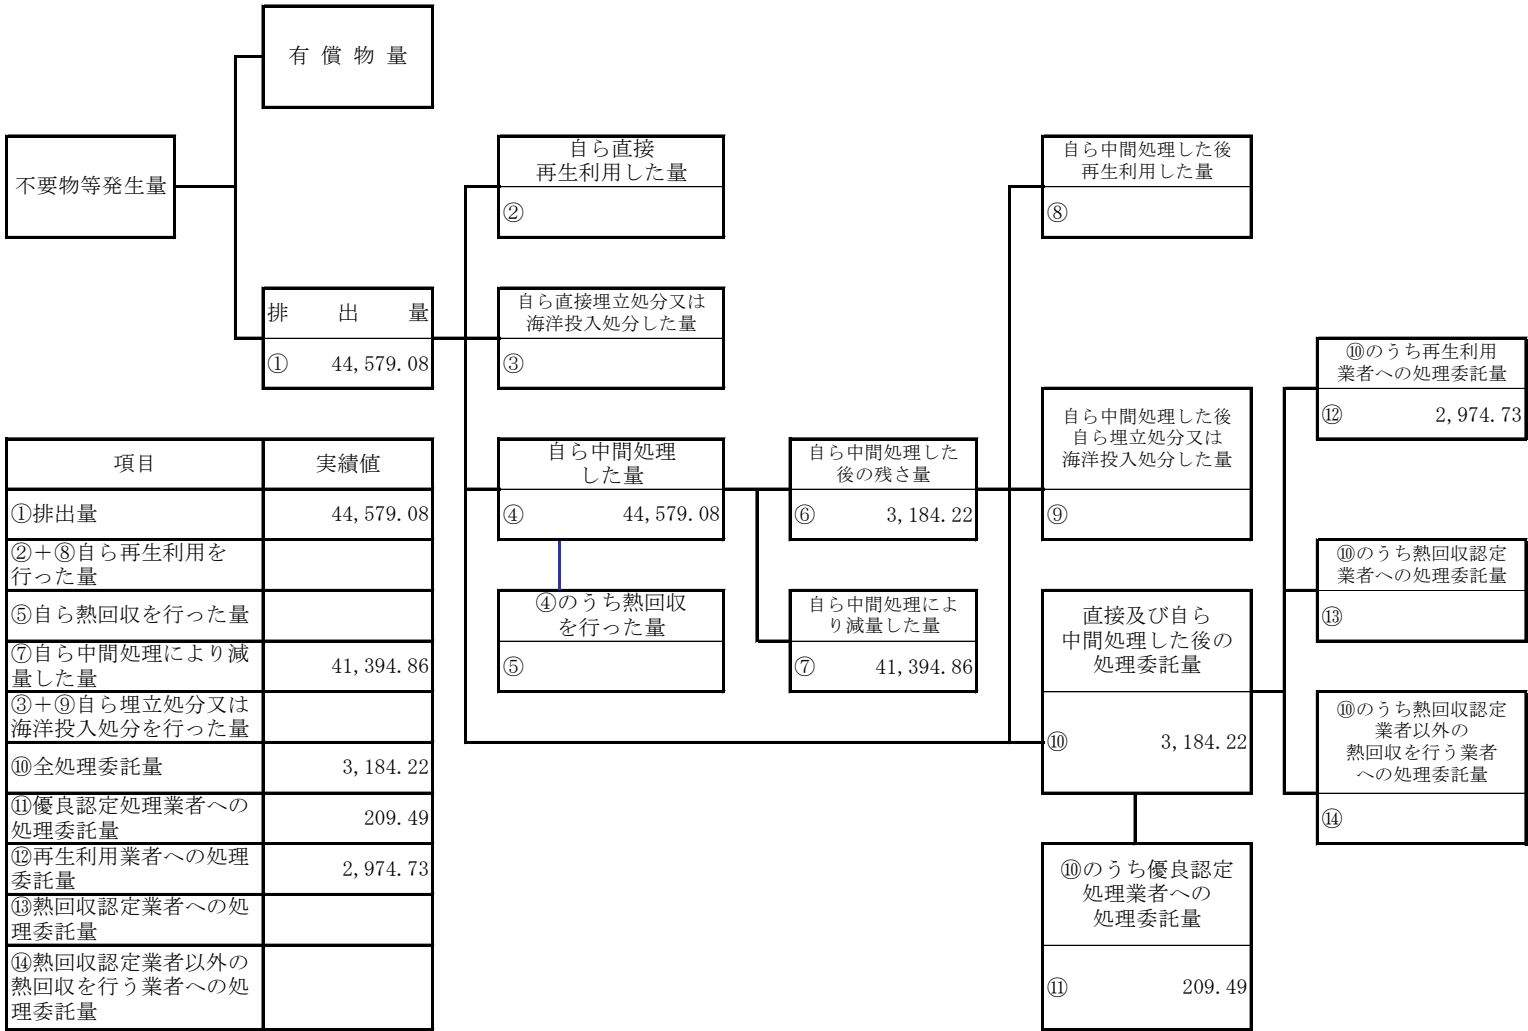 有 償 物 量
不要物等発生量
自ら直接
再生利用した量
②
自ら中間処理した後
再生利用した量
⑧
排 出 量
① 44,579.08
自ら直接埋立処分又は
海洋投入処分した量
③
⑩のうち再生利用
業者への処理委託量
⑫ 2,974.73
自ら中間処理した後
自ら埋立処分又は
海洋投入処分した量
⑨
自ら中間処理
した量
④ 44,579.08
自ら中間処理した
後の残さ量
⑥ 3,184.22
④のうち熱回収
を行った量
⑤
自ら中間処理によ
り減量した量
⑦ 41,394.86
直接及び自ら
中間処理した後の
処理委託量
⑩ 3,184.22
⑩のうち熱回収認定
業者への処理委託量
⑬
⑩のうち熱回収認定
業者以外の
熱回収を行う業者
への処理委託量
⑭
⑩のうち優良認定
処理業者への
処理委託量
⑪ 209.49
項目 実績値
①排出量 44,579.08
②+⑧自ら再生利用を
行った量
⑤自ら熱回収を行った量
⑦自ら中間処理により減
量した量 41,394.86
③+⑨自ら埋立処分又は
海洋投入処分を行った量
⑩全処理委託量 3,184.22
⑪優良認定処理業者への
処理委託量 209.49
⑫再生利用業者への処理
委託量 2,974.73
⑬熱回収認定業者への処
理委託量
⑭熱回収認定業者以外の
熱回収を行う業者への処
理委託量